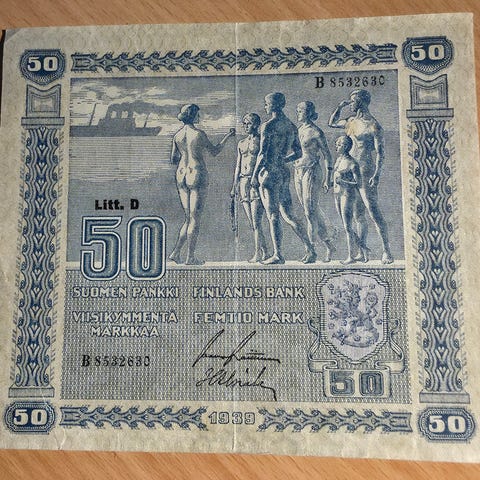 50 50
B 8532630
Litt. D
50
SUOMEN PANKKI FINLANDS BANK
VIISIKYMMENTÄ MARKKAA FEMTIO MARK
B 8532630
50
50 1939 50